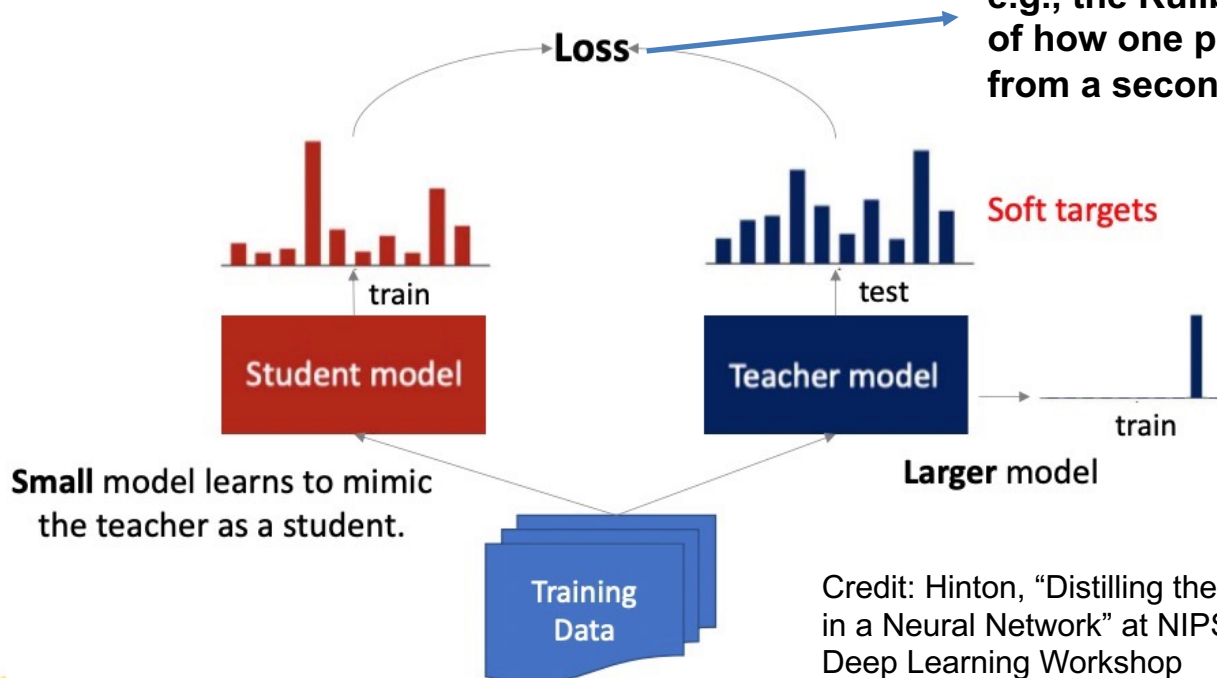 of how one p
from a secon
Loss
Soft targets
train
test
Student model
Teacher model
train
Small model learns to mimic
the teacher as a student.
Larger model
Training
Data
Credit: Hinton, “Distilling the
in a Neural Network” at NIPS
Deep Learning Workshop